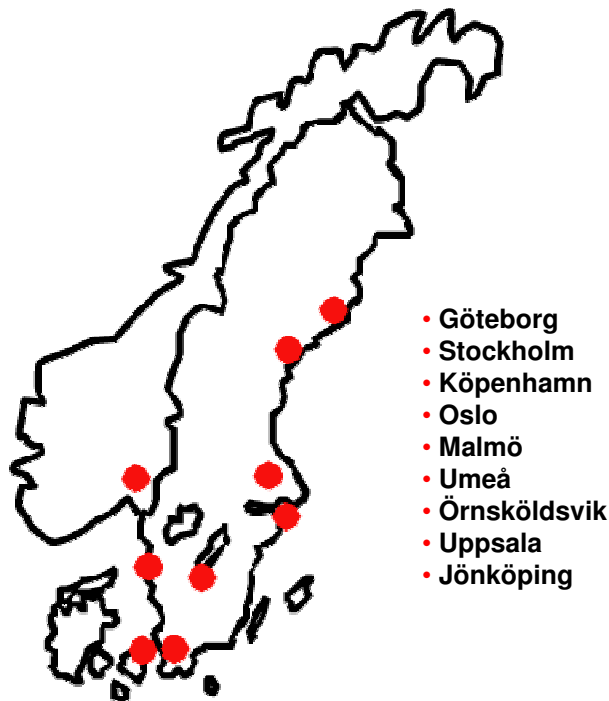 • Göteborg
• Stockholm
• Köpenhamn
• Oslo
• Malmö
• Umeå
• Örnsköldsvik
• Uppsala
• Jönköping